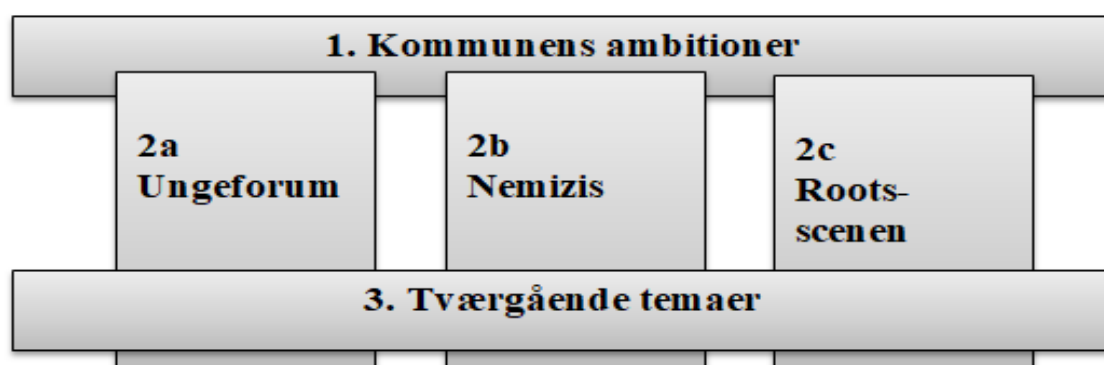 1. Kommunens ambitioner
2a
Ungeforum
2b
Nemizis
2c
Roots-
scenen
3. Tværgående temaer